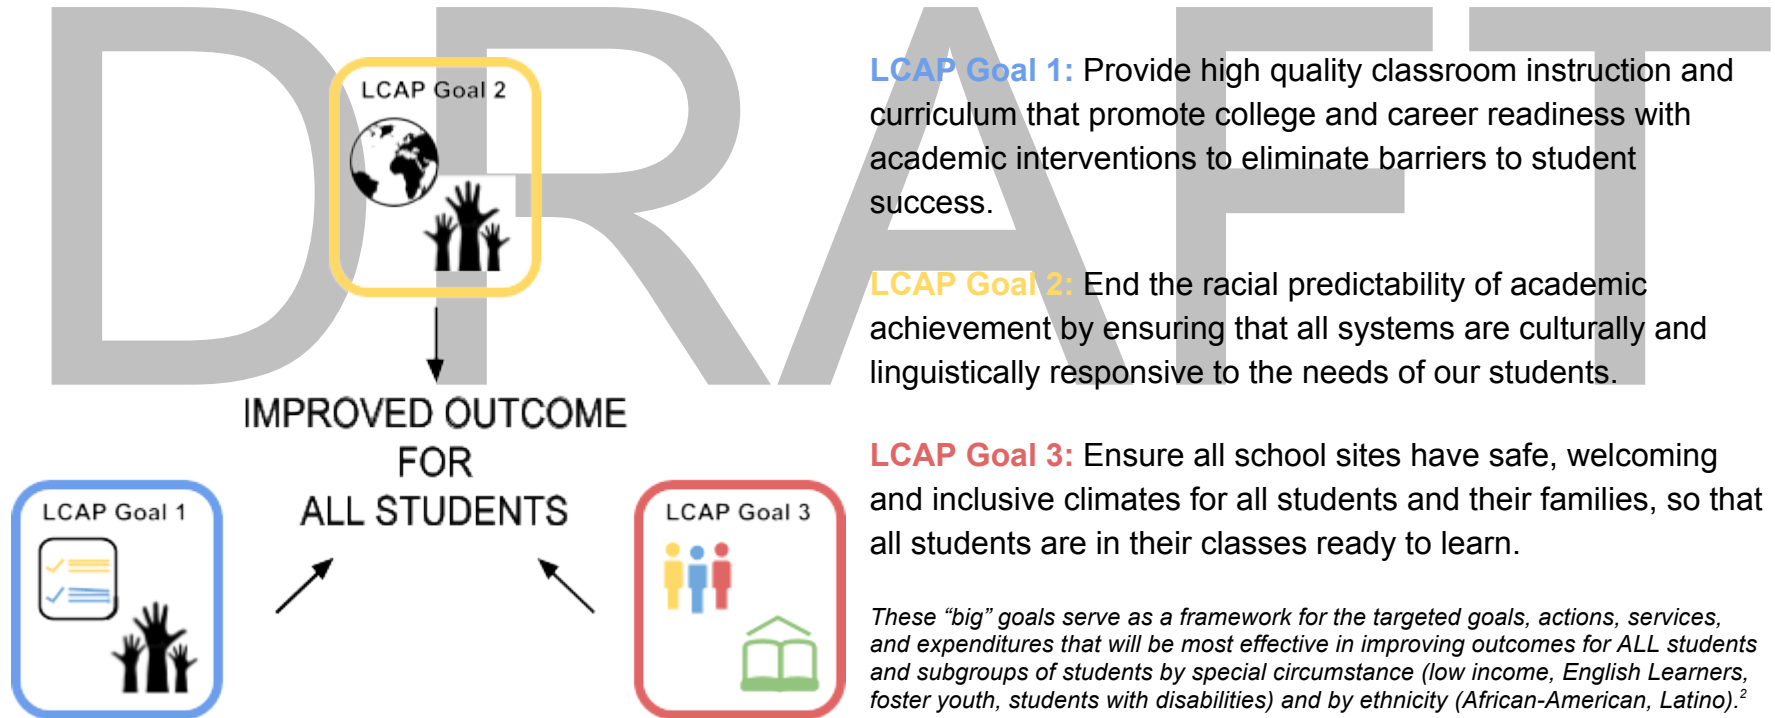 DRAFT
LCAP Goal 2
IMPROVED OUTCOME
FOR
ALL STUDENTS
LCAP Goal 1
LCAP Goal 3
LCAP Goal 1: Provide high quality classroom instruction and
curriculum that promote college and career readiness with
academic interventions to eliminate barriers to student
success.
LCAP Goal 2: End the racial predictability of academic
achievement by ensuring that all systems are culturally and
linguistically responsive to the needs of our students.
LCAP Goal 3: Ensure all school sites have safe, welcoming
and inclusive climates for all students and their families, so that
all students are in their classes ready to learn.
These “big” goals serve as a framework for the targeted goals, actions, services,
and expenditures that will be most effective in improving outcomes for ALL students
and subgroups of students by special circumstance (low income, English Learners,
foster youth, students with disabilities) and by ethnicity (African-American, Latino).²